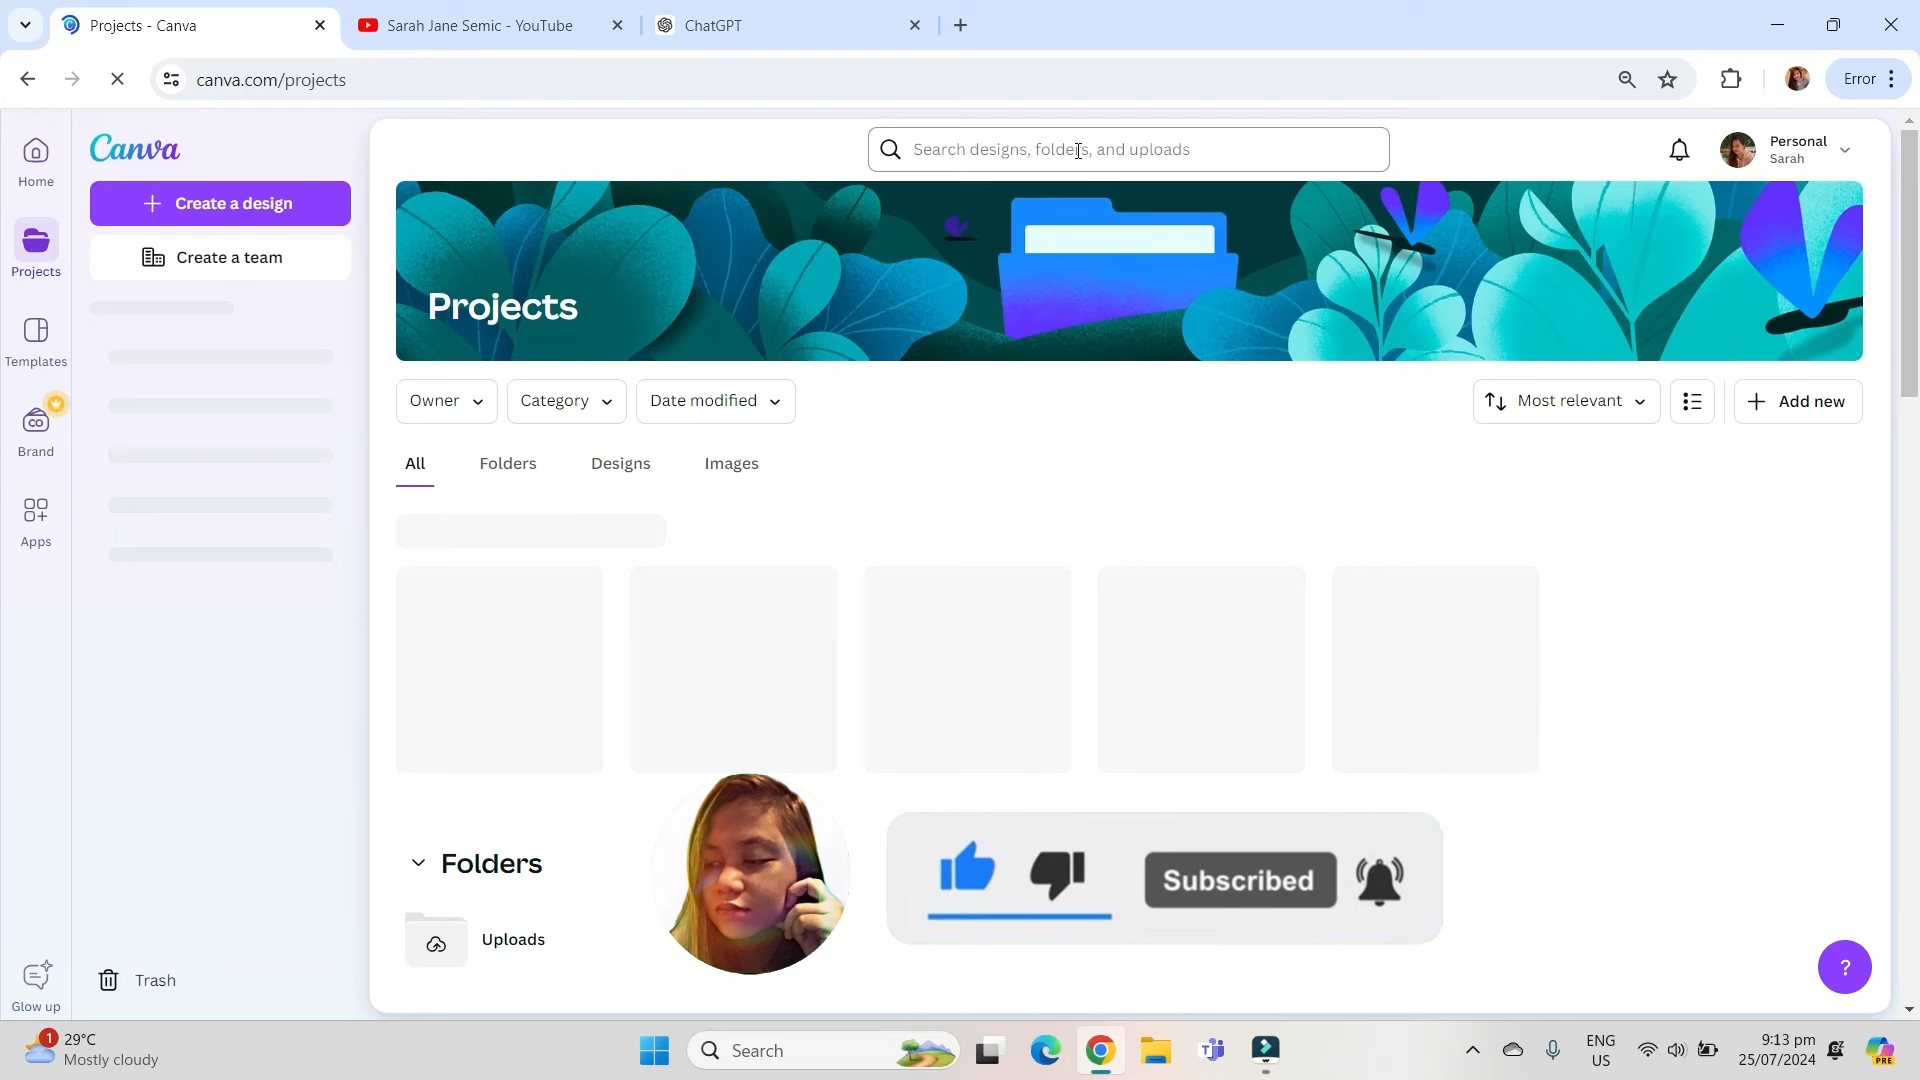 Projects - Canva
Sarah Jane Semic - YouTube
ChatGPT
canva.com/projects
Error
Canva
Search designs, folders, and uploads
Personal
Sarah
Home
Create a design
Create a team
Projects
Projects
Templates
Owner
Category
Date modified
Most relevant
Add new
Brand
CO
All
Folders
Designs
Images
Apps
Folders
Subscribed
Uploads
Trash
Glow up
?
1
29°C
Mostly cloudy
Search
ENG
US
9:13 pm
25/07/2024
PRE